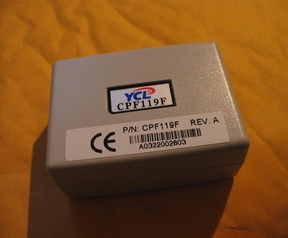 YCL
CPF119F
P/N: CPF119F REV. A
A0322002603
CE